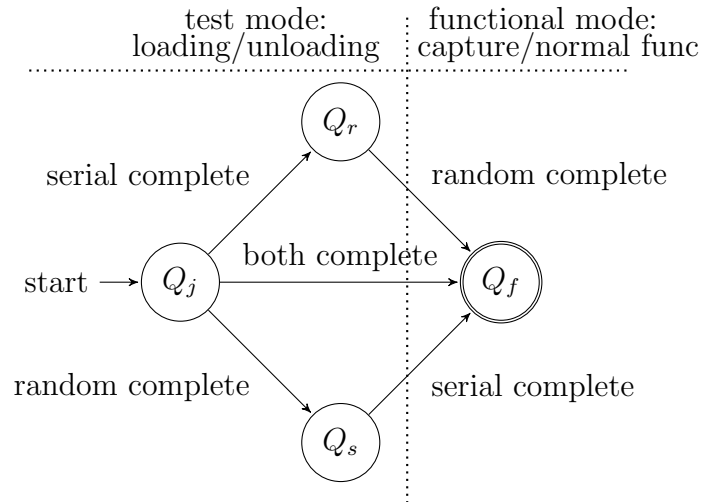 test mode:
loading/unloading
functional mode:
capture/normal func
Q_r
serial complete
random complete
both complete
start
Q_j
Q_f
random complete
serial complete
Q_s